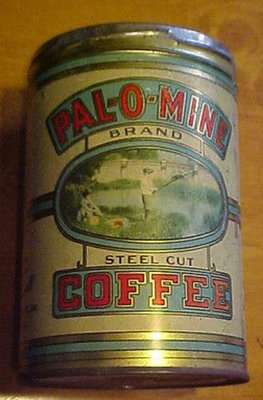 PAL-O-MINE
BRAND
STEEL CUT
COFFEE